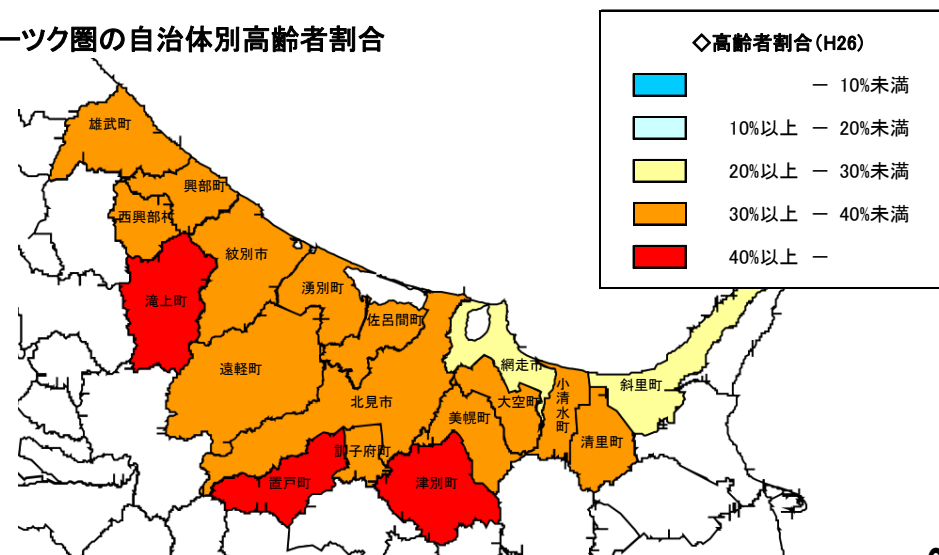 ーツク圏の自治体別高齢者割合
◇高齢者割合(H26)
－ 10%未満
10%以上 － 20%未満
20%以上 － 30%未満
30%以上 － 40%未満
40%以上 －
雄武町
興部町
西興部村
紋別市
滝上町
湧別町
佐呂間町
遠軽町
網走市
斜里町
北見市
大空町
小清水町
美幌町
清里町
訓子府町
置戸町
津別町